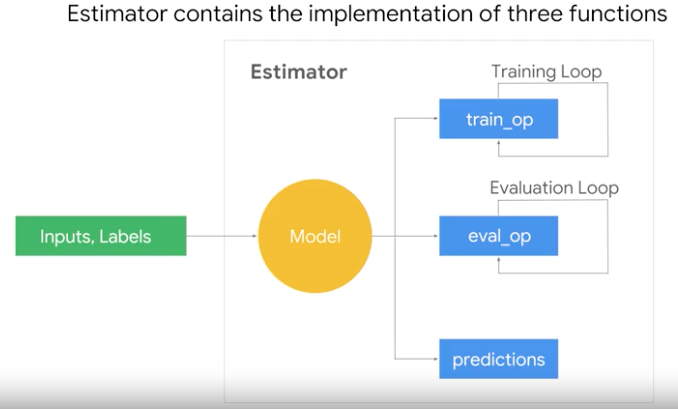 Estimator contains the implementation of three functions
Estimator
Training Loop
train_op
Evaluation Loop
Inputs, Labels
Model
eval_op
predictions